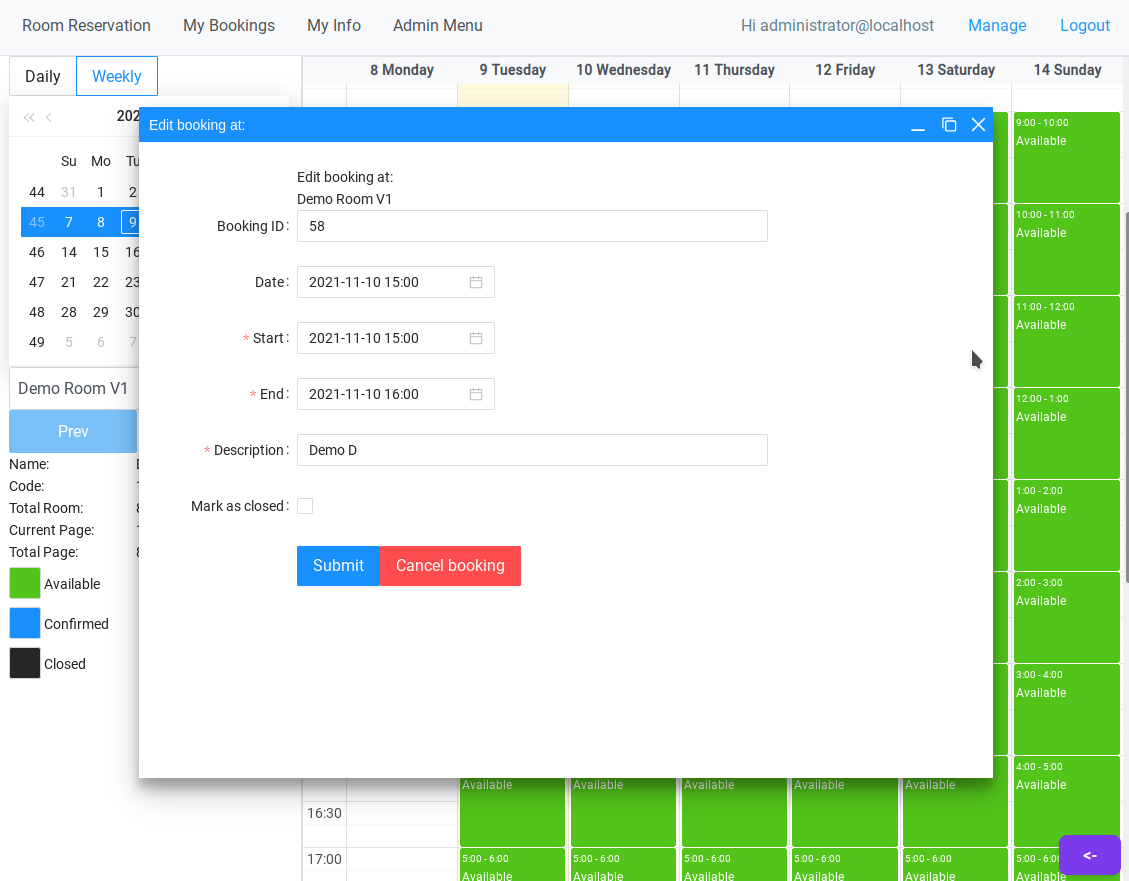 Room Reservation My Bookings My Info Admin Menu Hi administrator@localhost Manage Logout
Daily Weekly
8 Monday 9 Tuesday 10 Wednesday 11 Thursday 12 Friday 13 Saturday 14 Sunday
« < 202
Su Mo Tu
44 31 1 2
45 7 8 9
46 14 15 16
47 21 22 23
48 28 29 30
49 5 6 7
Demo Room V1
Prev
Name:
Code:
Total Room:
Current Page:
Total Page:
Available
Confirmed
Closed
Edit booking at:
Edit booking at:
Demo Room V1
Booking ID: 58
Date: 2021-11-10 15:00
* Start: 2021-11-10 15:00
* End: 2021-11-10 16:00
* Description: Demo D
Mark as closed:
Submit Cancel booking
9:00 - 10:00
Available
10:00 - 11:00
Available
11:00 - 12:00
Available
12:00 - 1:00
Available
1:00 - 2:00
Available
2:00 - 3:00
Available
3:00 - 4:00
Available
4:00 - 5:00
Available Available Available Available Available Available
16:30
17:00 5:00 - 6:00 5:00 - 6:00 5:00 - 6:00 5:00 - 6:00 5:00 - 6:00 5:00 - 6:00
Available Available Available Available Available Available
<-